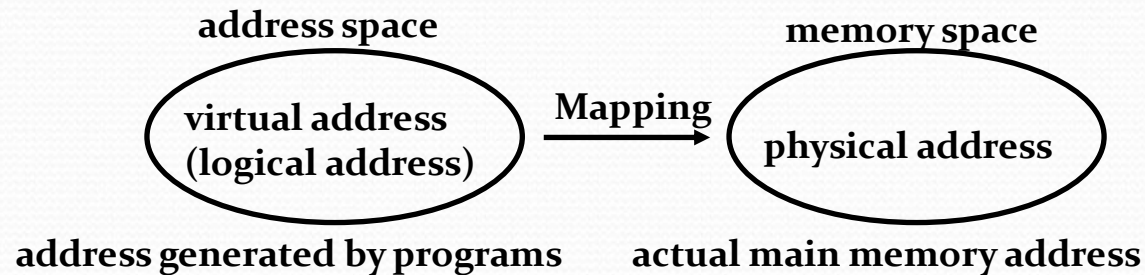 address space
memory space
virtual address
(logical address)
Mapping
physical address
address generated by programs
actual main memory address